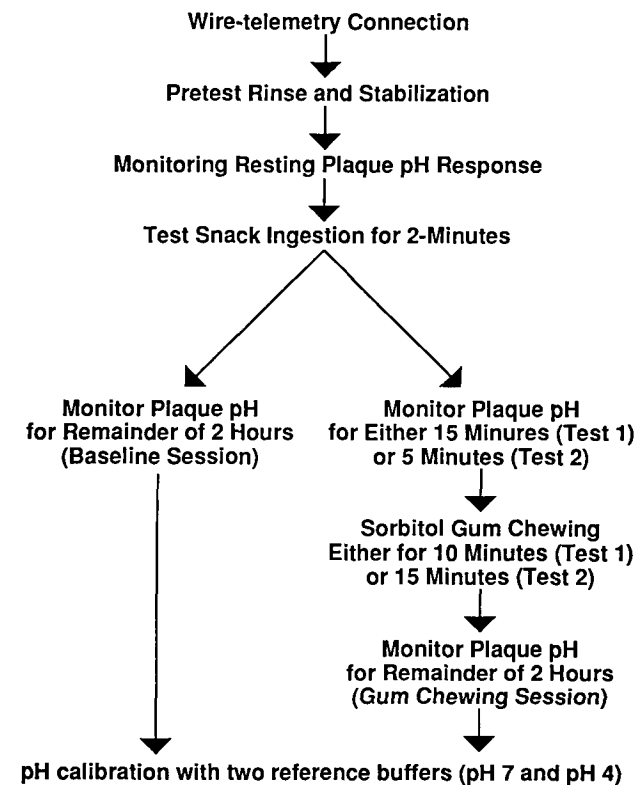 Wire-telemetry Connection
Pretest Rinse and Stabilization
Monitoring Resting Plaque pH Response
Test Snack Ingestion for 2-Minutes
Monitor Plaque pH
for Remainder of 2 Hours
(Baseline Session)
Monitor Plaque pH
for Either 15 Minures (Test 1)
or 5 Minutes (Test 2)
Sorbitol Gum Chewing
Either for 10 Minutes (Test 1)
or 15 Minutes (Test 2)
Monitor Plaque pH
for Remainder of 2 Hours
(Gum Chewing Session)
pH calibration with two reference buffers (pH 7 and pH 4)